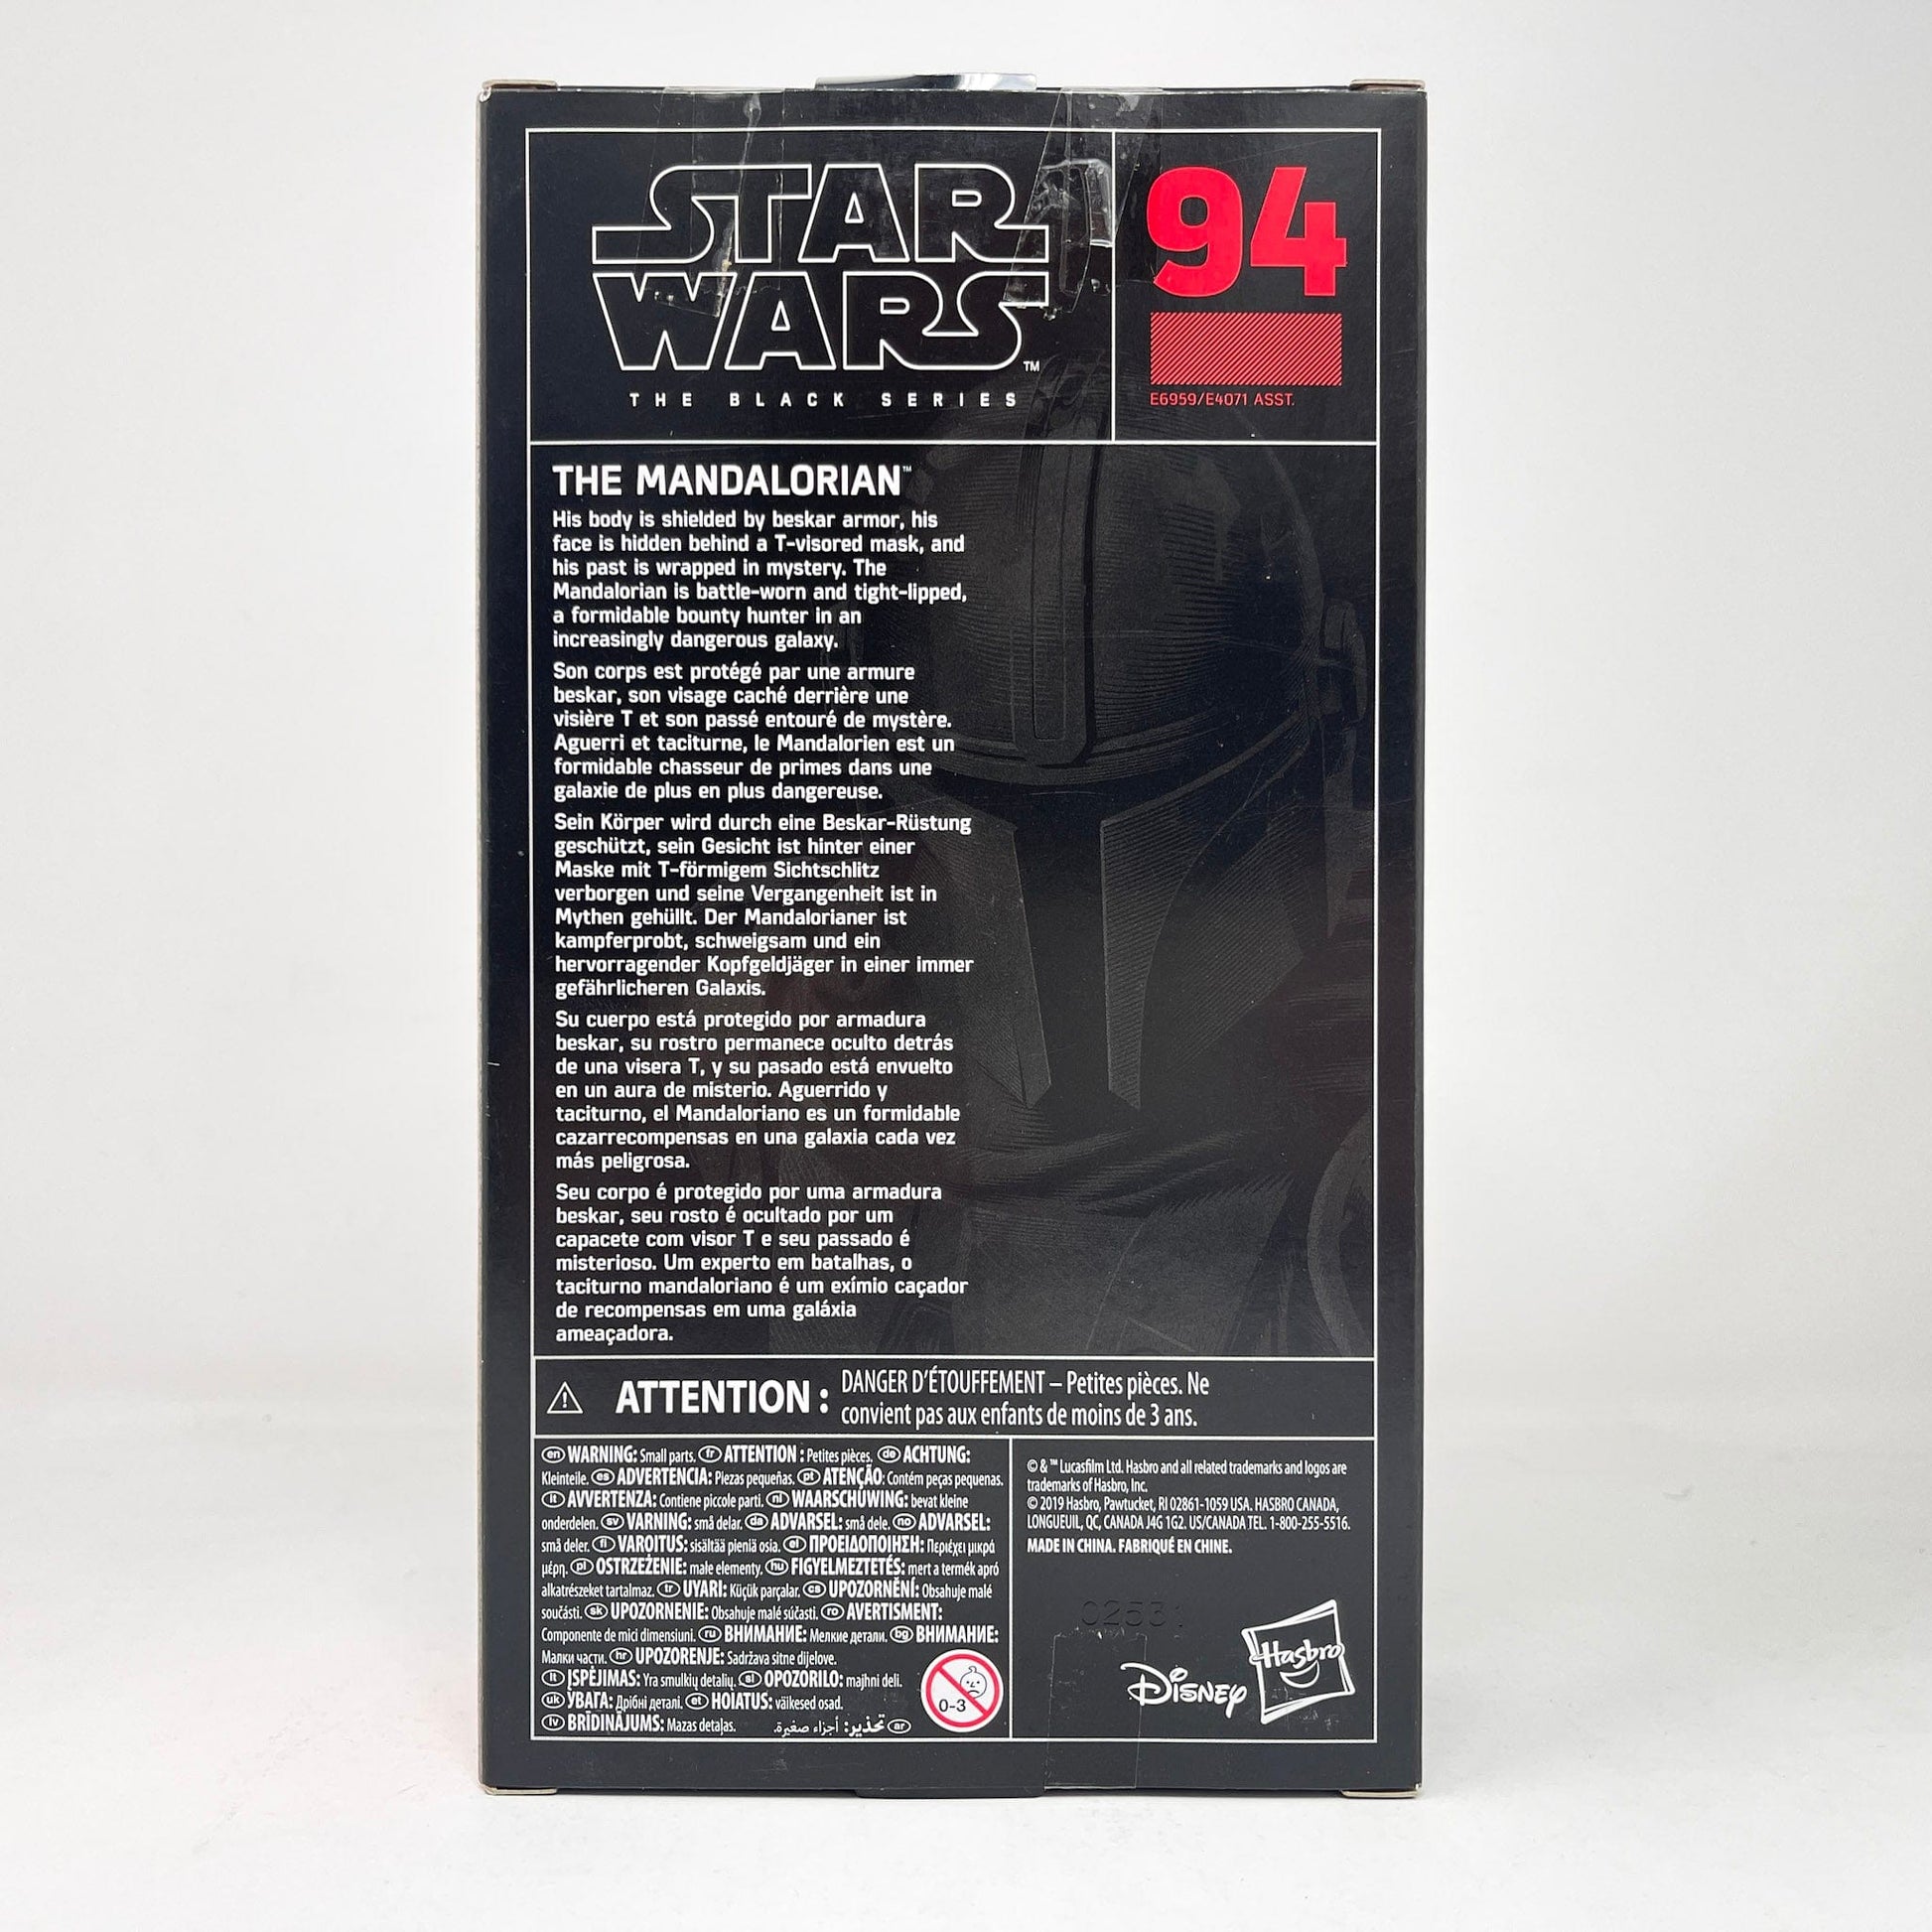 STAR
WARS™
THE BLACK SERIES
94
E6959/E4071 ASST.
THE MANDALORIAN™
His body is shielded by beskar armor, his
face is hidden behind a T-visored mask, and
his past is wrapped in mystery. The
Mandalorian is battle-worn and tight-lipped,
a formidable bounty hunter in an
increasingly dangerous galaxy.
Son corps est protégé par une armure
beskar, son visage caché derrière une
visière T et son passé entouré de mystère.
Aguerri et taciturne, le Mandalorien est un
formidable chasseur de primes dans une
galaxie de plus en plus dangereuse.
Sein Körper wird durch eine Beskar-Rüstung
geschützt, sein Gesicht ist hinter einer
Maske mit T-förmigem Sichtschlitz
verborgen und seine Vergangenheit ist in
Mythen gehüllt. Der Mandalorianer ist
kampferprobt, schweigsam und ein
hervorragender Kopfgeldjäger in einer immer
gefährlicheren Galaxis.
Su cuerpo está protegido por armadura
beskar, su rostro permanece oculto detrás
de una visera T, y su pasado está envuelto
en un aura de misterio. Aguerrido y
taciturno, el Mandaloriano es un formidable
cazarrecompensas en una galaxia cada vez
más peligrosa.
Seu corpo é protegido por uma armadura
beskar, seu rosto é ocultado por um
capacete com visor T e seu passado é
misterioso. Um experto em batalhas, o
taciturno mandaloriano é um exímio caçador
de recompensas em uma galáxia
ameaçadora.
ATTENTION : DANGER D'ÉTOUFFEMENT – Petites pièces. Ne
convient pas aux enfants de moins de 3 ans.
en WARNING: Small parts. fr ATTENTION : Petites pièces. de ACHTUNG:
Kleinteile. es ADVERTENCIA: Piezas pequeñas. pt ATENÇÃO: Contém peças pequenas.
it AVVERTENZA: Contiene piccole parti. nl WAARSCHUWING: bevat kleine
onderdelen. sv VARNING: små delar. da ADVARSEL: små dele. no ADVARSEL:
små deler. fi VAROITUS: sisältää pieniä osia. el ΠΡΟΕΙΔΟΠΟΙΗΣΗ: Περιέχει μικρά
μέρη. pl OSTRZEŻENIE: małe elementy. hu FIGYELMEZTETÉS: mert a termék apró
alkatrészeket tartalmaz. tr UYARI: Küçük parçalar. cs UPOZORNĚNÍ: Obsahuje malé
součásti. sk UPOZORNENIE: Obsahuje malé súčasti. ro AVERTISMENT:
Componente de mici dimensiuni. ru ВНИМАНИЕ: Мелкие детали. bg ВНИМАНИЕ:
Малки части. hr UPOZORENJE: Sadržava sitne dijelove.
lt ĮSPĖJIMAS: Yra smulkių detalių. sl OPOZORILO: majhni deli.
uk УВАГА: Дрібні деталі. et HOIATUS: väikesed osad.
lv BRĪDINĀJUMS: Mazas detaļas. ar تحذير: أجزاء صغيرة.
0-3
© & ™ Lucasfilm Ltd. Hasbro and all related trademarks and logos are
trademarks of Hasbro, Inc.
© 2019 Hasbro, Pawtucket, RI 02861-1059 USA. HASBRO CANADA,
LONGUEUIL, QC, CANADA J4G 1G2. US/CANADA TEL. 1-800-255-5516.
MADE IN CHINA. FABRIQUÉ EN CHINE.
Disney
Hasbro